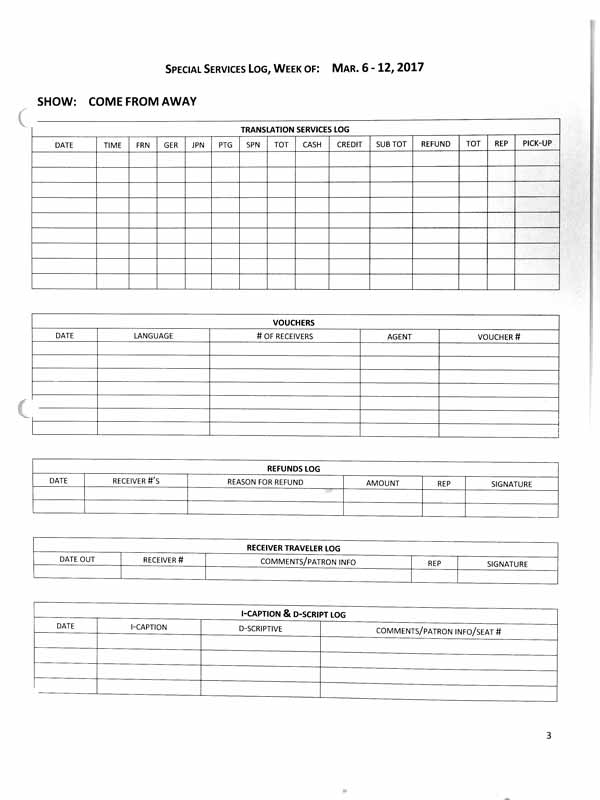 SPECIAL SERVICES LOG, WEEK OF: MAR. 6 - 12, 2017
SHOW: COME FROM AWAY
TRANSLATION SERVICES LOG
DATE TIME FRN GER JPN PTG SPN TOT CASH CREDIT SUB TOT REFUND TOT REP PICK-UP
VOUCHERS
DATE LANGUAGE # OF RECEIVERS AGENT VOUCHER #
REFUNDS LOG
DATE RECEIVER #'S REASON FOR REFUND AMOUNT REP SIGNATURE
RECEIVER TRAVELER LOG
DATE OUT RECEIVER # COMMENTS/PATRON INFO REP SIGNATURE
I-CAPTION & D-SCRIPT LOG
DATE I-CAPTION D-SCRIPTIVE COMMENTS/PATRON INFO/SEAT #
3